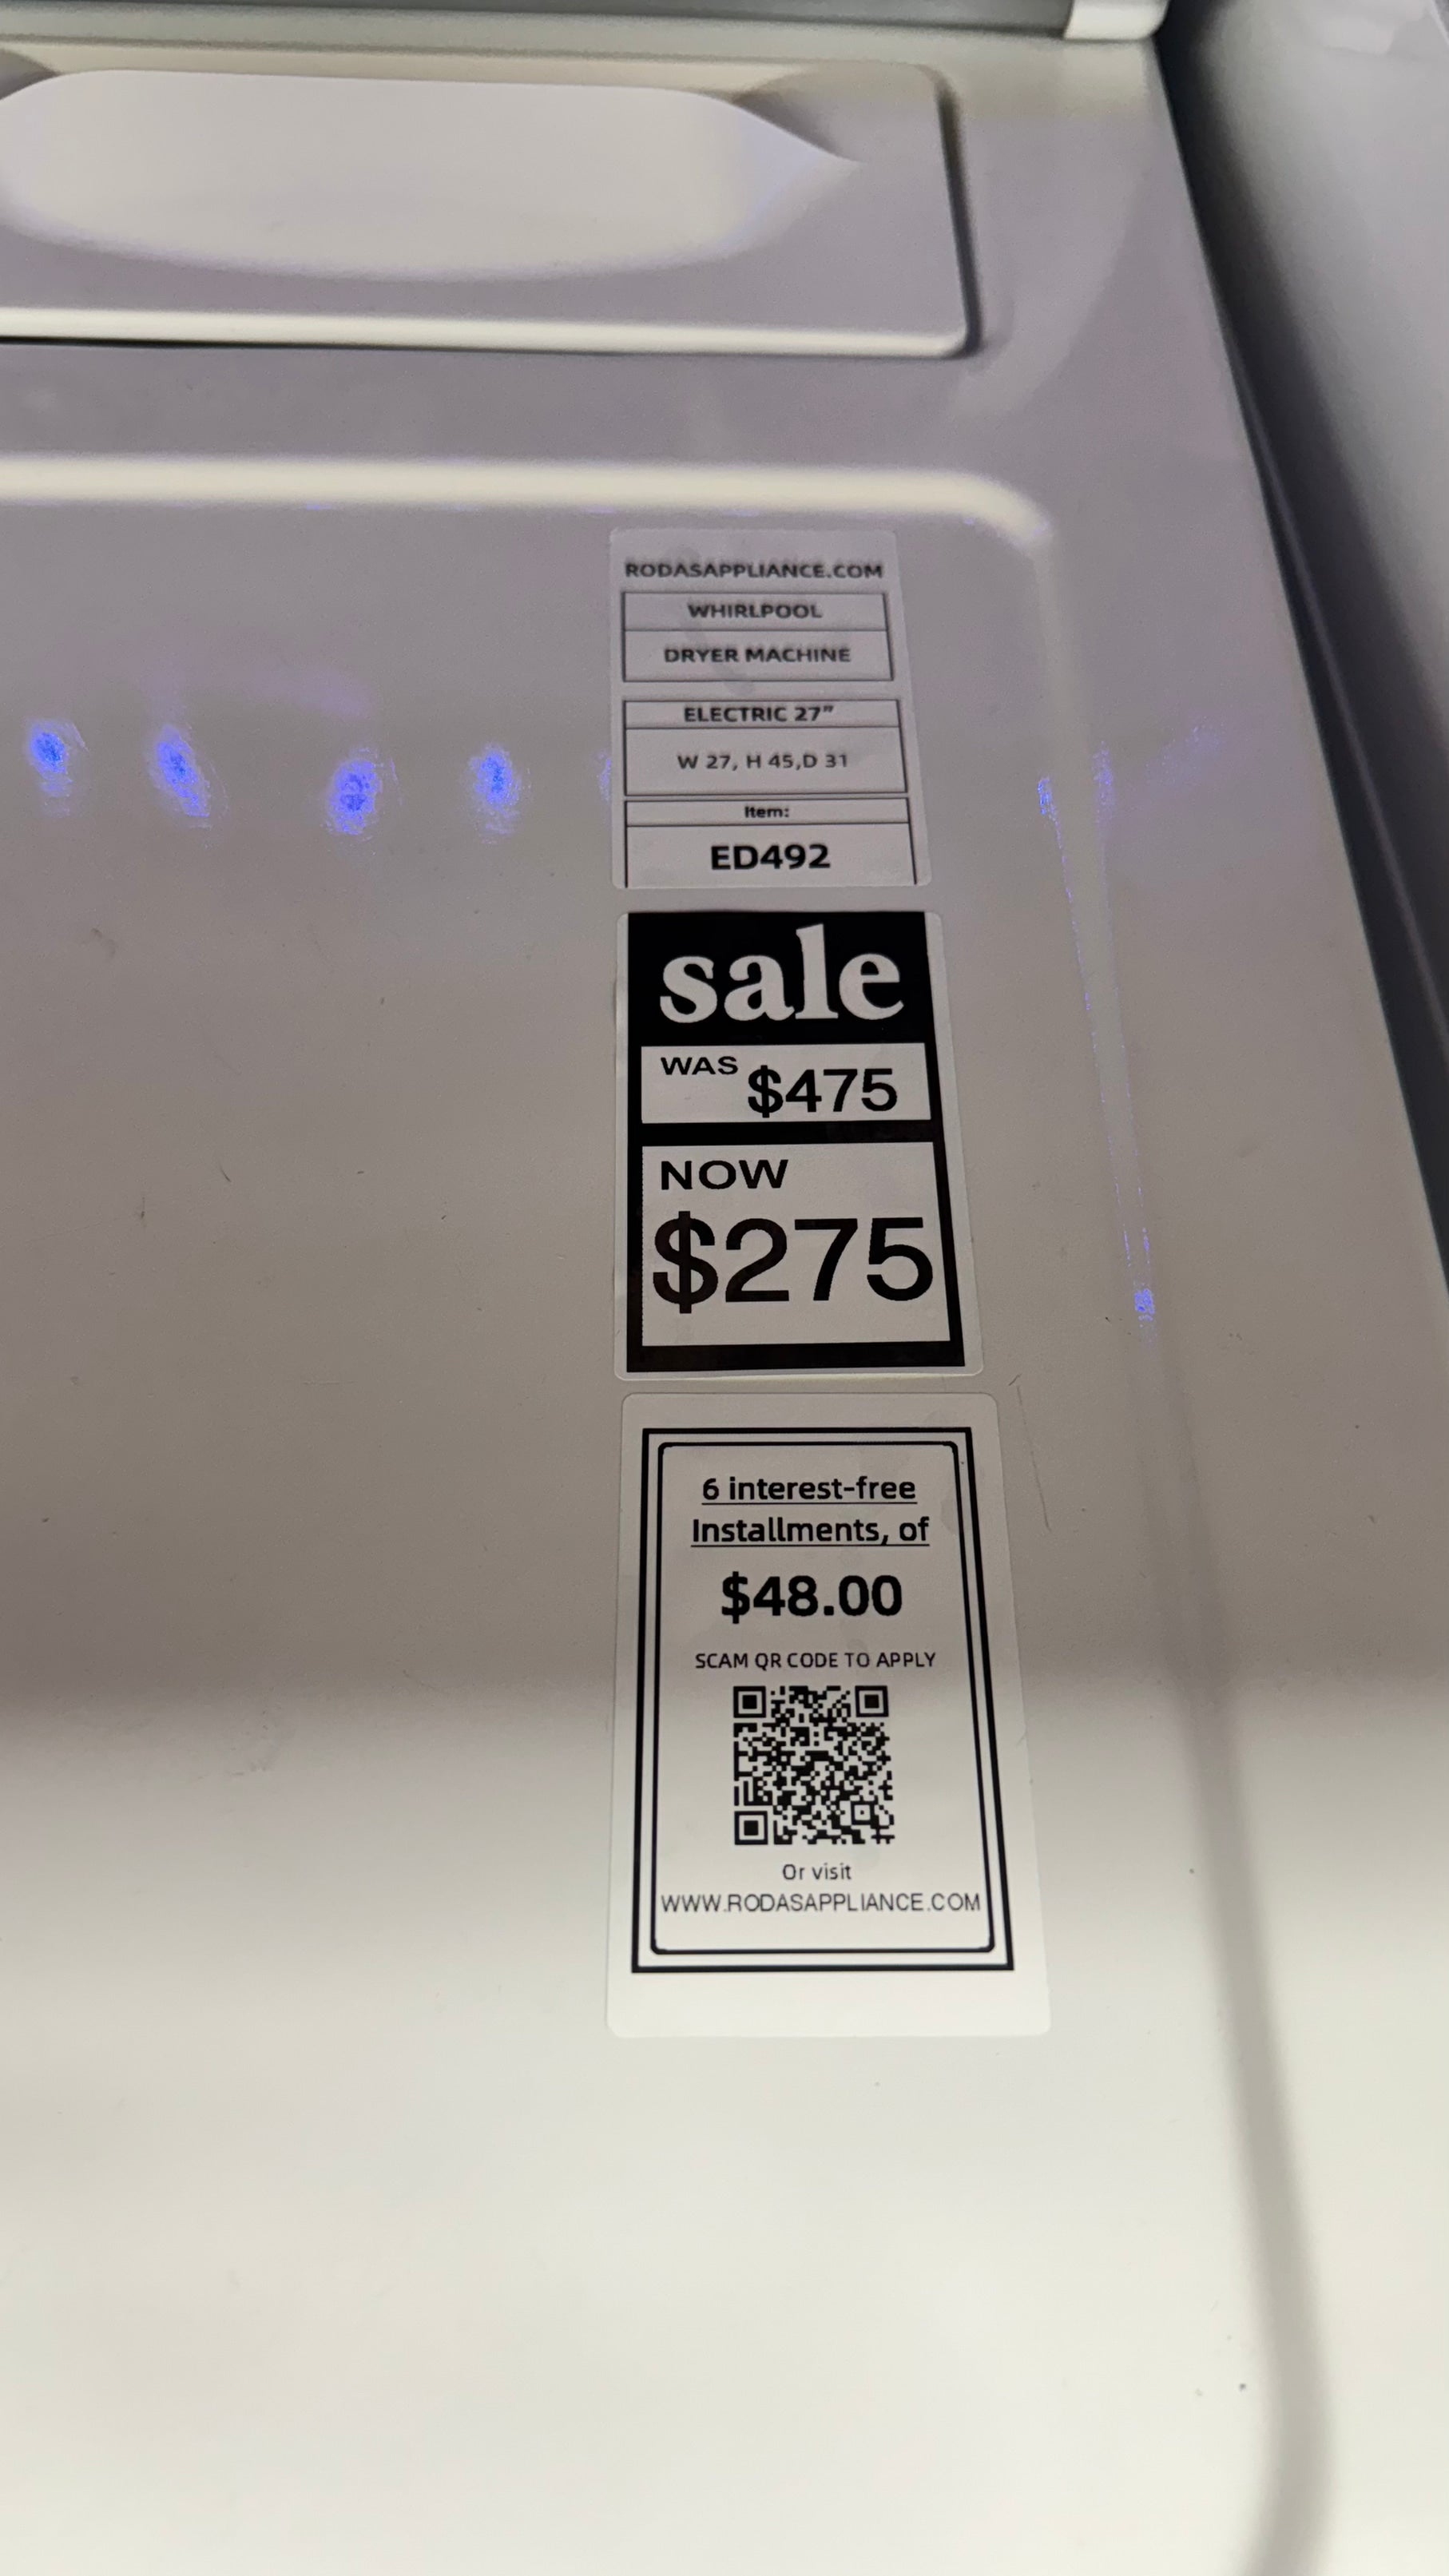 RODASAPPLIANCE.COM
WHIRLPOOL
DRYER MACHINE
ELECTRIC 27"
W 27, H 45,D 31
Item:
ED492
sale
WAS $475
NOW
$275
6 interest-free
Installments, of
$48.00
SCAM QR CODE TO APPLY
Or visit
WWW.RODASAPPLIANCE.COM